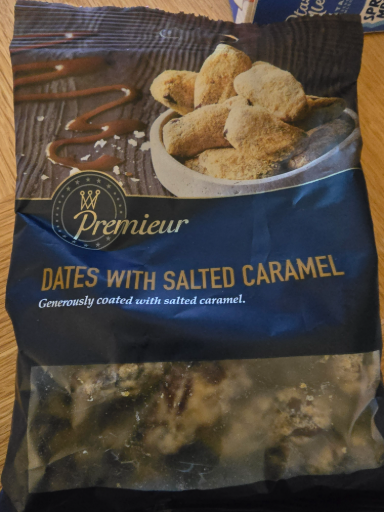 Premieur
DATES WITH SALTED CARAMEL
Generously coated with salted caramel.